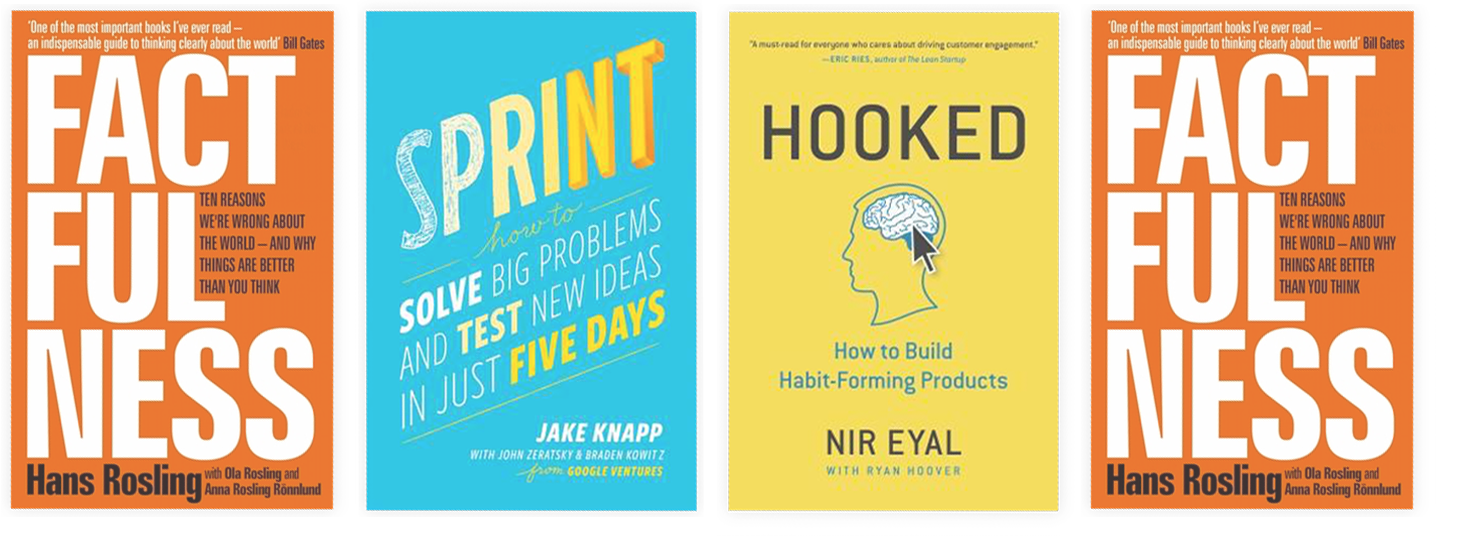 'One of the most important books I've ever read –
an indispensable guide to thinking clearly about the world' Bill Gates
FACT
FUL
TEN REASONS
WE'RE WRONG ABOUT
THE WORLD – AND WHY
THINGS ARE BETTER
THAN YOU THINK
NESS
Hans Rosling with Ola Rosling and
Anna Rosling Rönnlund
SPRINT
how to
SOLVE BIG PROBLEMS
AND TEST NEW IDEAS
IN JUST FIVE DAYS
JAKE KNAPP
WITH JOHN ZERATSKY & BRADEN KOWITZ
from GOOGLE VENTURES
"A must-read for everyone who cares about driving customer engagement."
—ERIC RIES, author of The Lean Startup
HOOKED
How to Build
Habit-Forming Products
NIR EYAL
WITH RYAN HOOVER
'One of the most important books I've ever read –
an indispensable guide to thinking clearly about the world' Bill Gates
FACT
FUL
TEN REASONS
WE'RE WRONG ABOUT
THE WORLD – AND WHY
THINGS ARE BETTER
THAN YOU THINK
NESS
Hans Rosling with Ola Rosling and
Anna Rosling Rönnlund